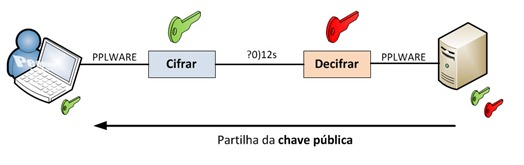 PPLWARE
Cifrar
?0)12s
Decifrar
PPLWARE
Partilha da chave pública